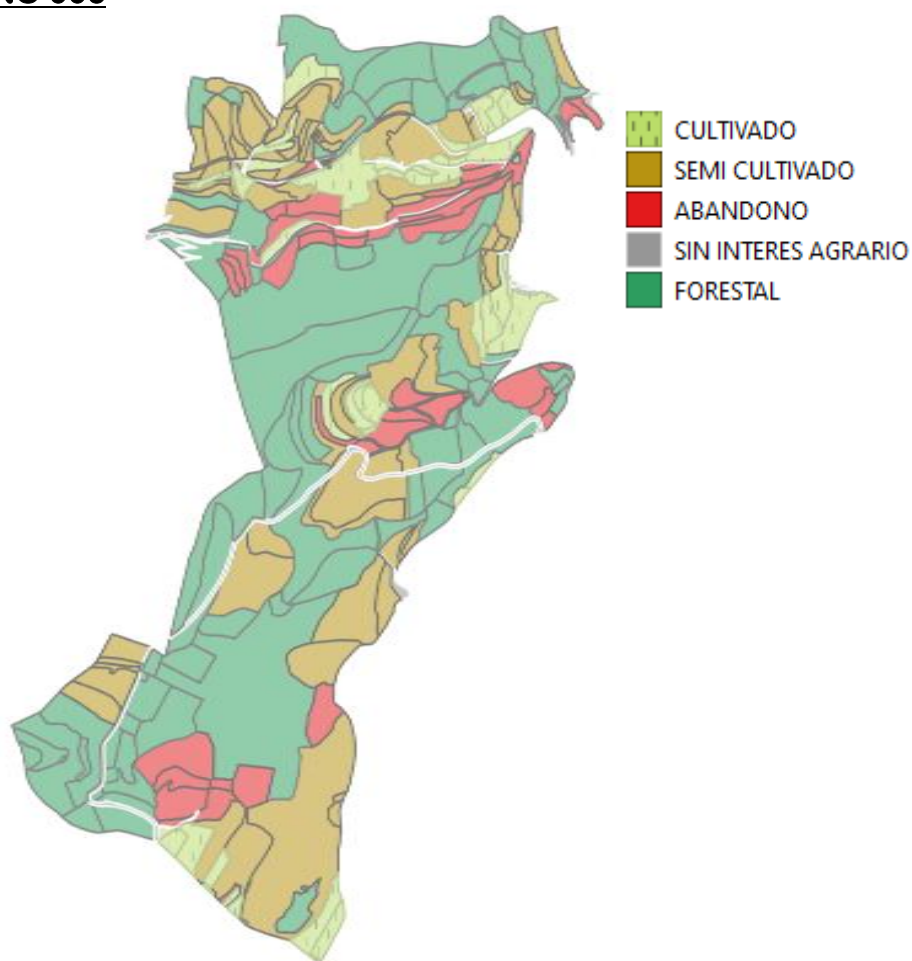 CULTIVADO
SEMI CULTIVADO
ABANDONO
SIN INTERES AGRARIO
FORESTAL